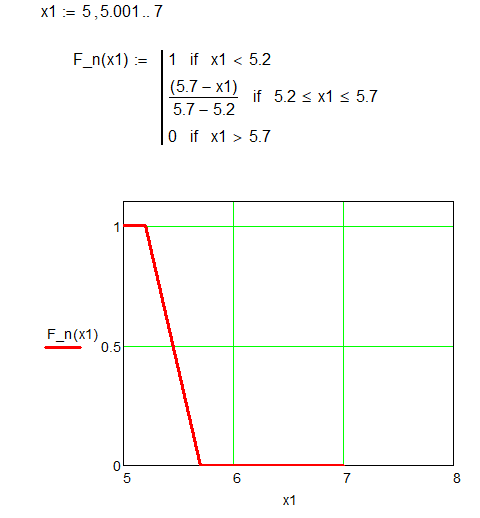 x1 := 5 , 5.001 .. 7
F_n(x1) := 1 if x1 < 5.2
(5.7 − x1)
5.7 − 5.2
if 5.2 ≤ x1 ≤ 5.7
0 if x1 > 5.7
1
F_n(x1)
0.5
0
5 6 7 8
x1